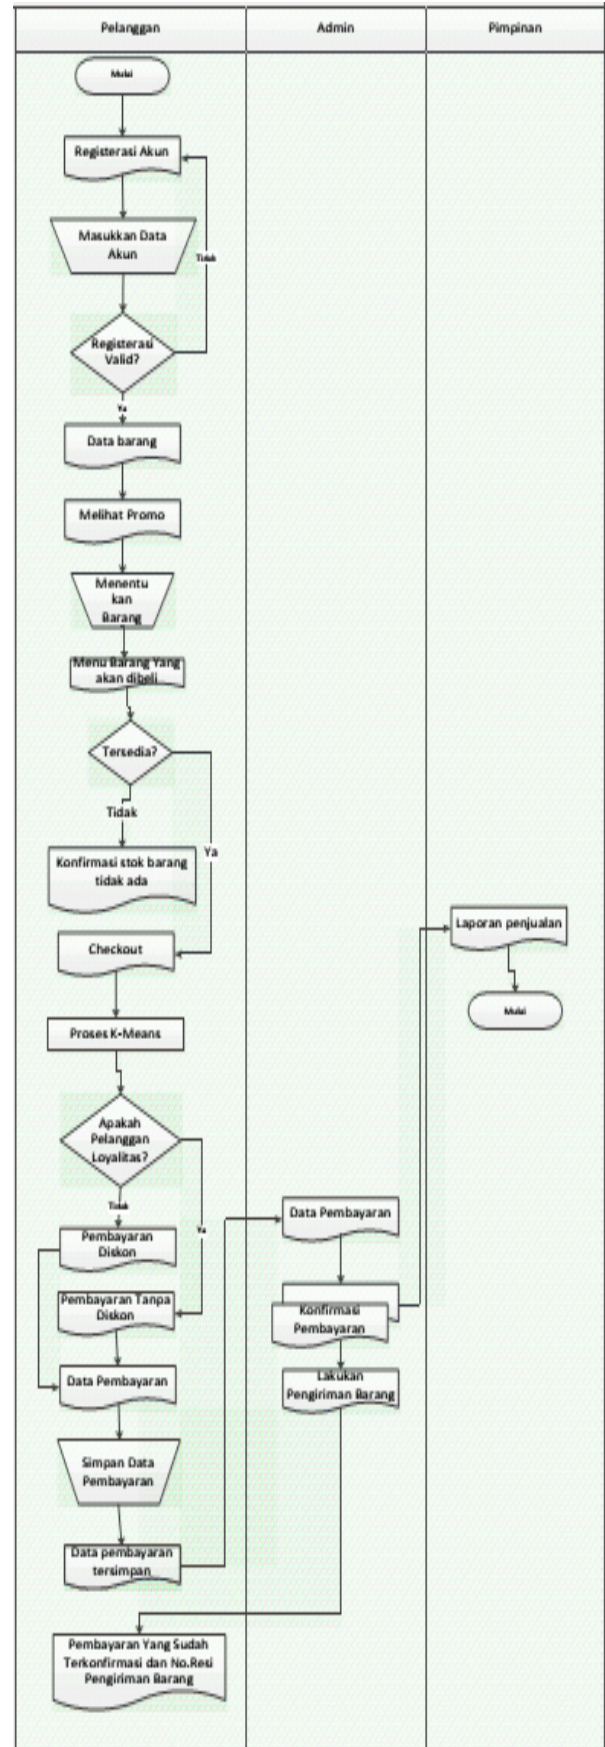 Pelanggan
Admin
Pimpinan
Mulai
Registerasi Akun
Masukkan Data
Akun
Tidak
Registerasi
Valid?
Ya
Data barang
Melihat Promo
Menentu
kan
Barang
Menu Barang Yang
akan dibeli
Tersedia?
Tidak
Ya
Konfirmasi stok barang
tidak ada
Checkout
Proses K-Means
Apakah
Pelanggan
Loyalitas?
Tidak
Ya
Pembayaran
Diskon
Pembayaran Tanpa
Diskon
Data Pembayaran
Simpan Data
Pembayaran
Data pembayaran
tersimpan
Pembayaran Yang Sudah
Terkonfirmasi dan No.Resi
Pengiriman Barang
Data Pembayaran
Konfirmasi
Pembayaran
Lakukan
Pengiriman Barang
Laporan penjualan
Mulai